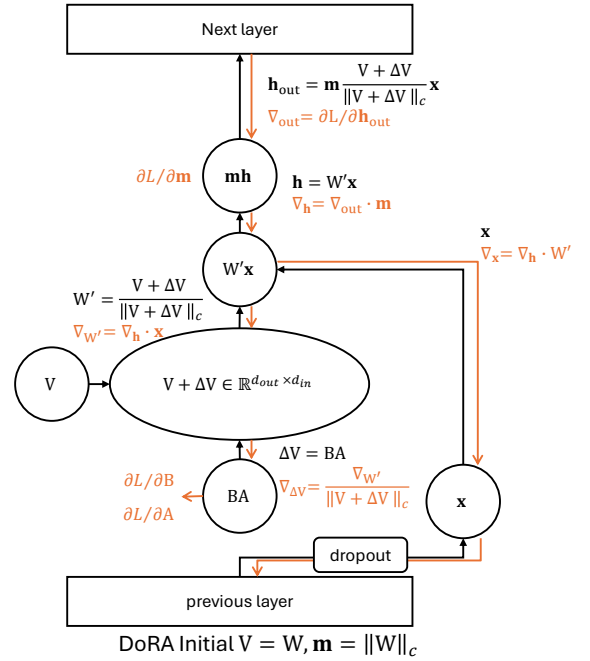 Next layer
𝐡_out = 𝐦 (V + ΔV)/(‖V + ΔV‖_c) 𝐱
∇_out = ∂L/∂𝐡_out
∂L/∂𝐦
𝐦𝐡
𝐡 = W'𝐱
∇_𝐡 = ∇_out · 𝐦
𝐱
∇_𝐱 = ∇_𝐡 · W'
W'𝐱
W' = (V + ΔV)/(‖V + ΔV‖_c)
∇_W' = ∇_𝐡 · 𝐱
V
V + ΔV ∈ ℝ^(d_out × d_in)
ΔV = BA
∇_ΔV = ∇_W'/(‖V + ΔV‖_c)
∂L/∂B
∂L/∂A
BA
𝐱
dropout
previous layer
DoRA Initial V = W, 𝐦 = ‖W‖_c